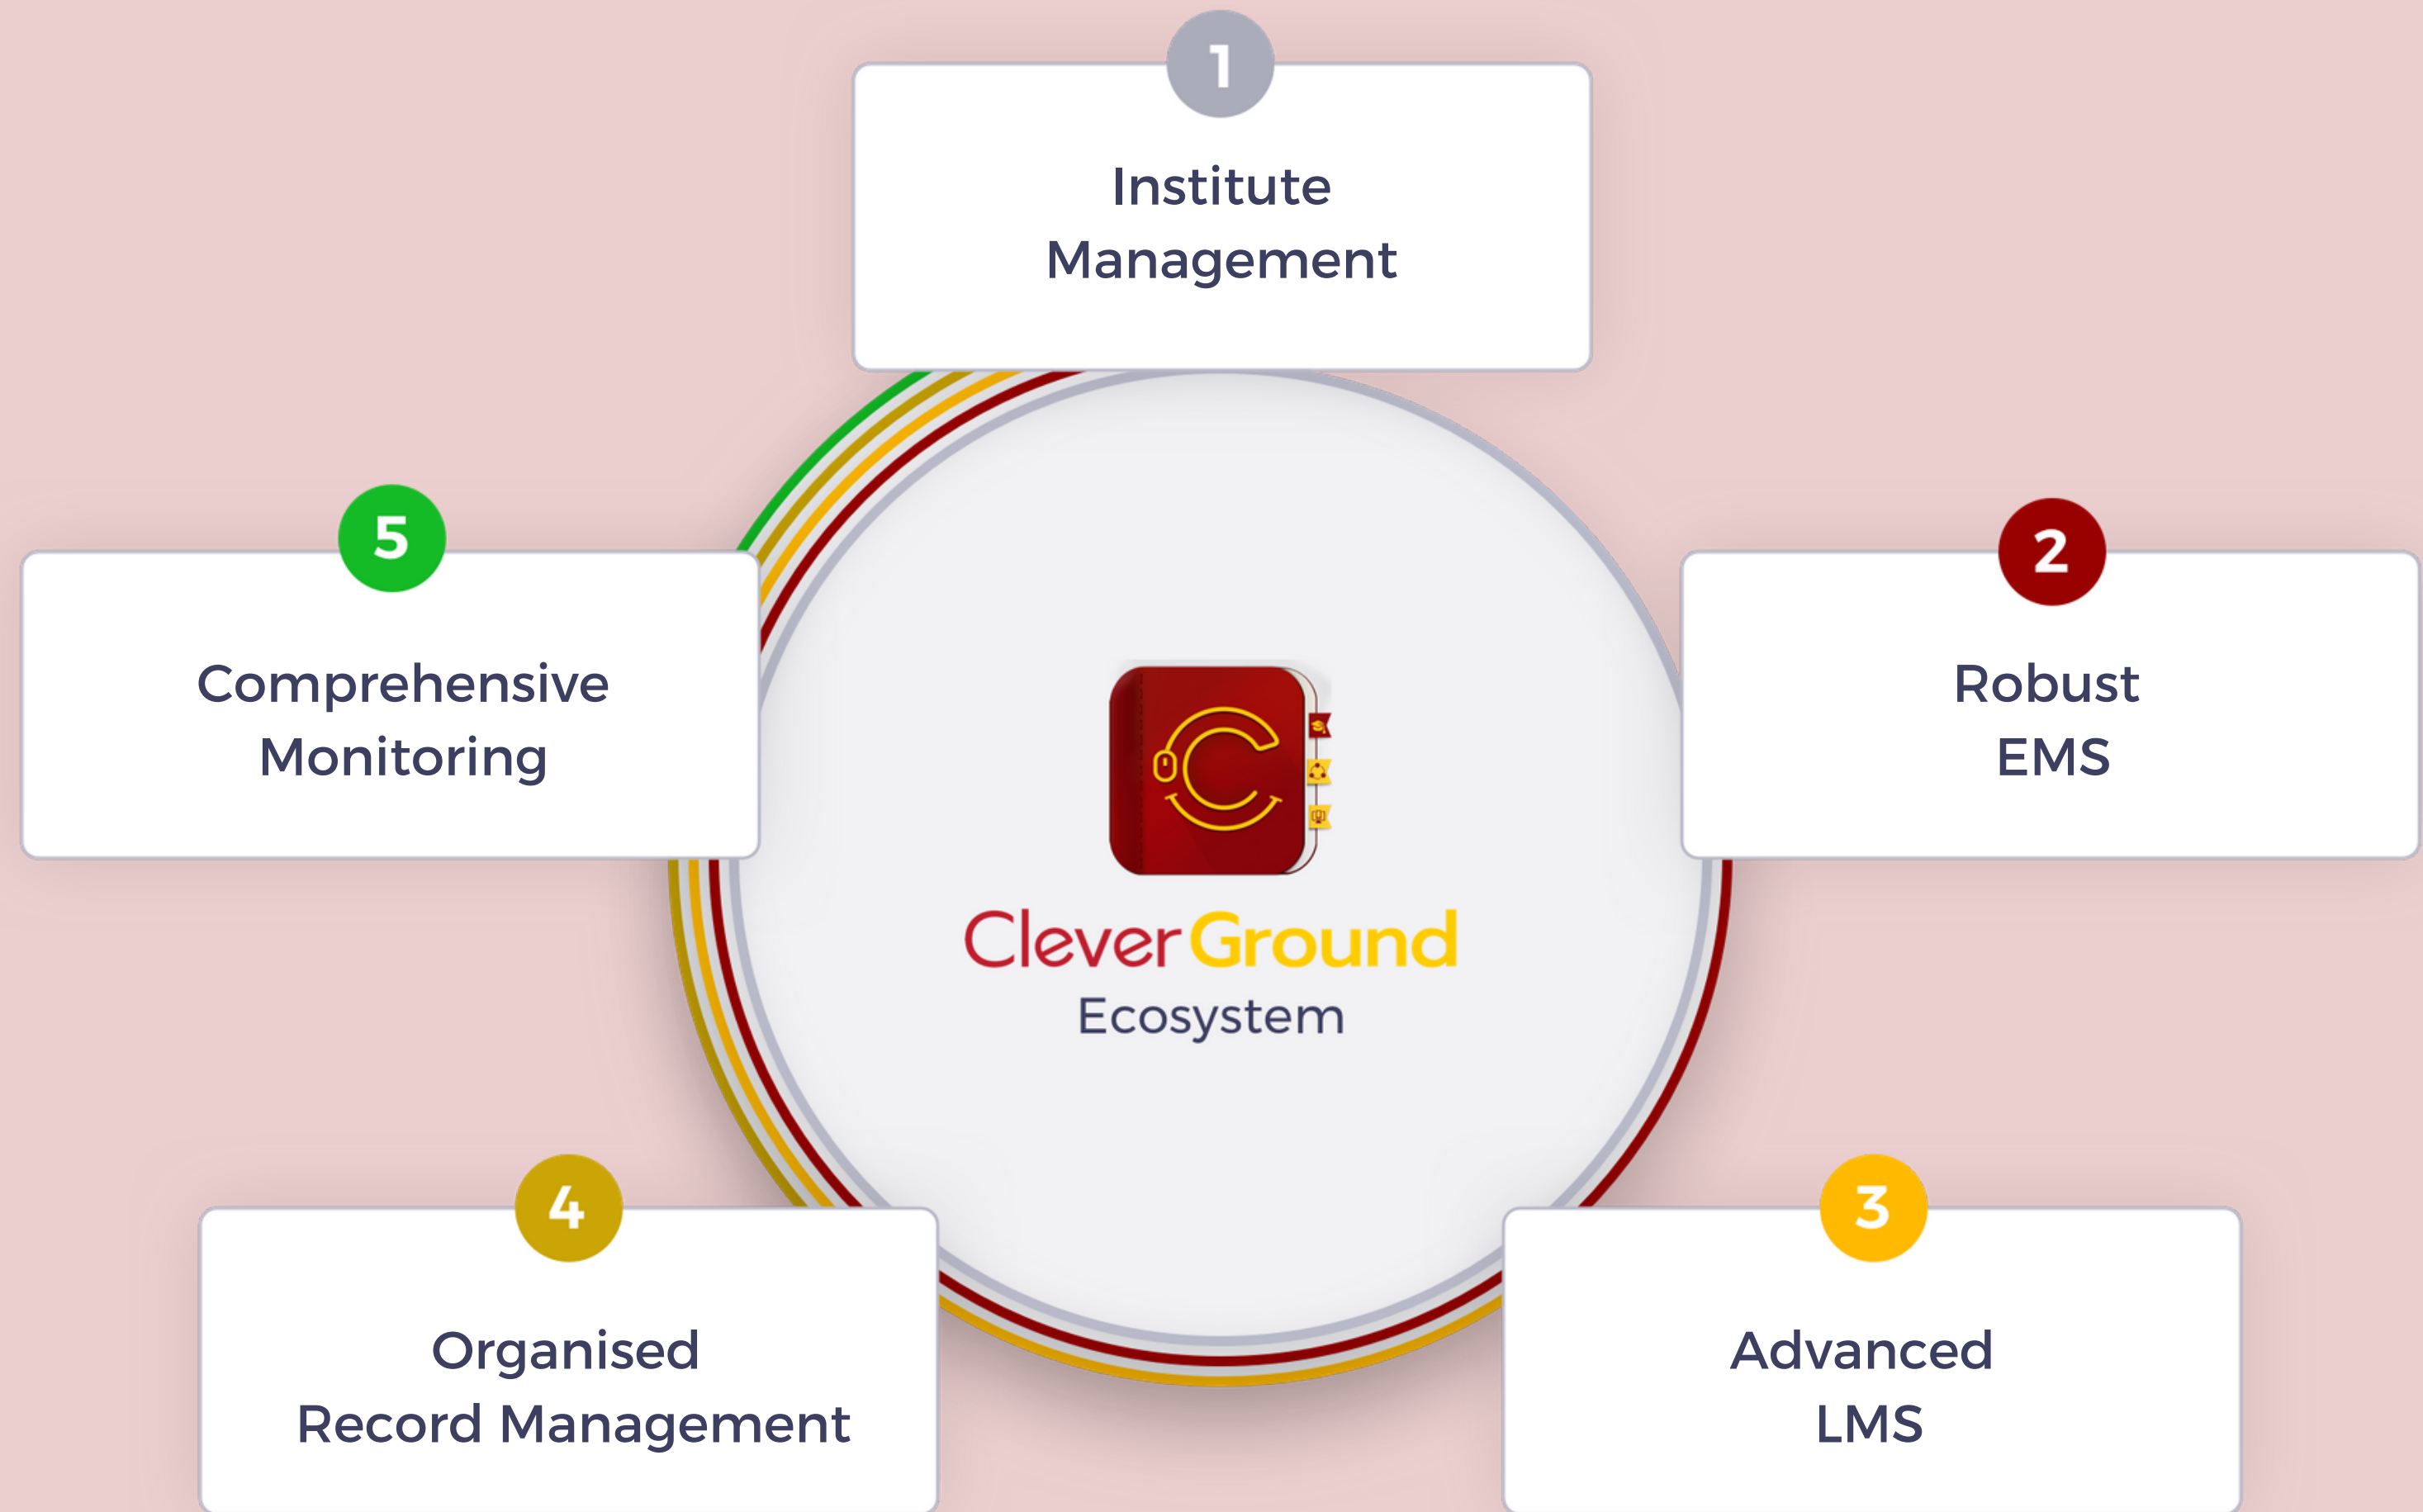 1
Institute
Management
2
Robust
EMS
3
Advanced
LMS
4
Organised
Record Management
5
Comprehensive
Monitoring
CleverGround
Ecosystem